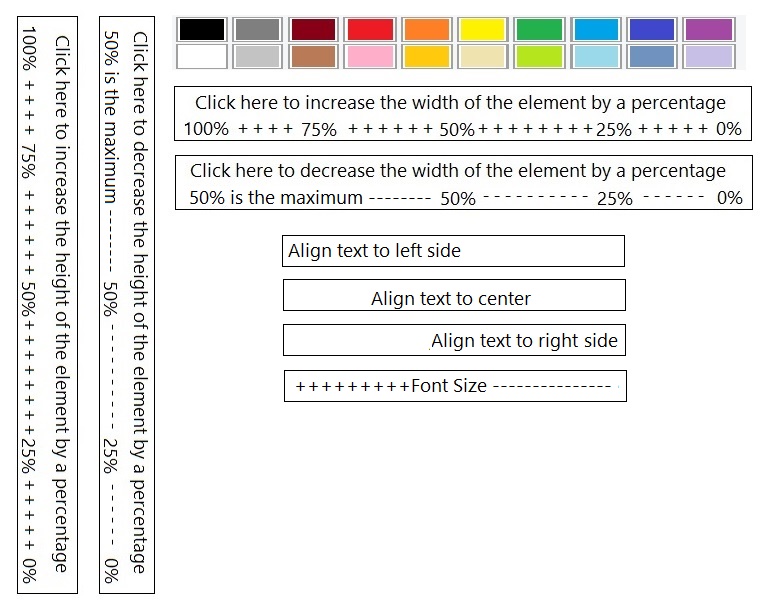 Click here to increase the height of the element by a percentage
100% + + + + 75% + + + + + + 50%+ + + + + + + + +25% + + + + + 0%
Click here to decrease the height of the element by a percentage
50% is the maximum -------- 50% - - - - - - - - - - 25% - - - - - - 0%
Click here to increase the width of the element by a percentage
100% + + + + 75% + + + + + + 50%+ + + + + + + + +25% + + + + + 0%
Click here to decrease the width of the element by a percentage
50% is the maximum -------- 50% - - - - - - - - - - 25% - - - - - - 0%
Align text to left side
Align text to center
Align text to right side
+ + + + + + + + +Font Size ---------------